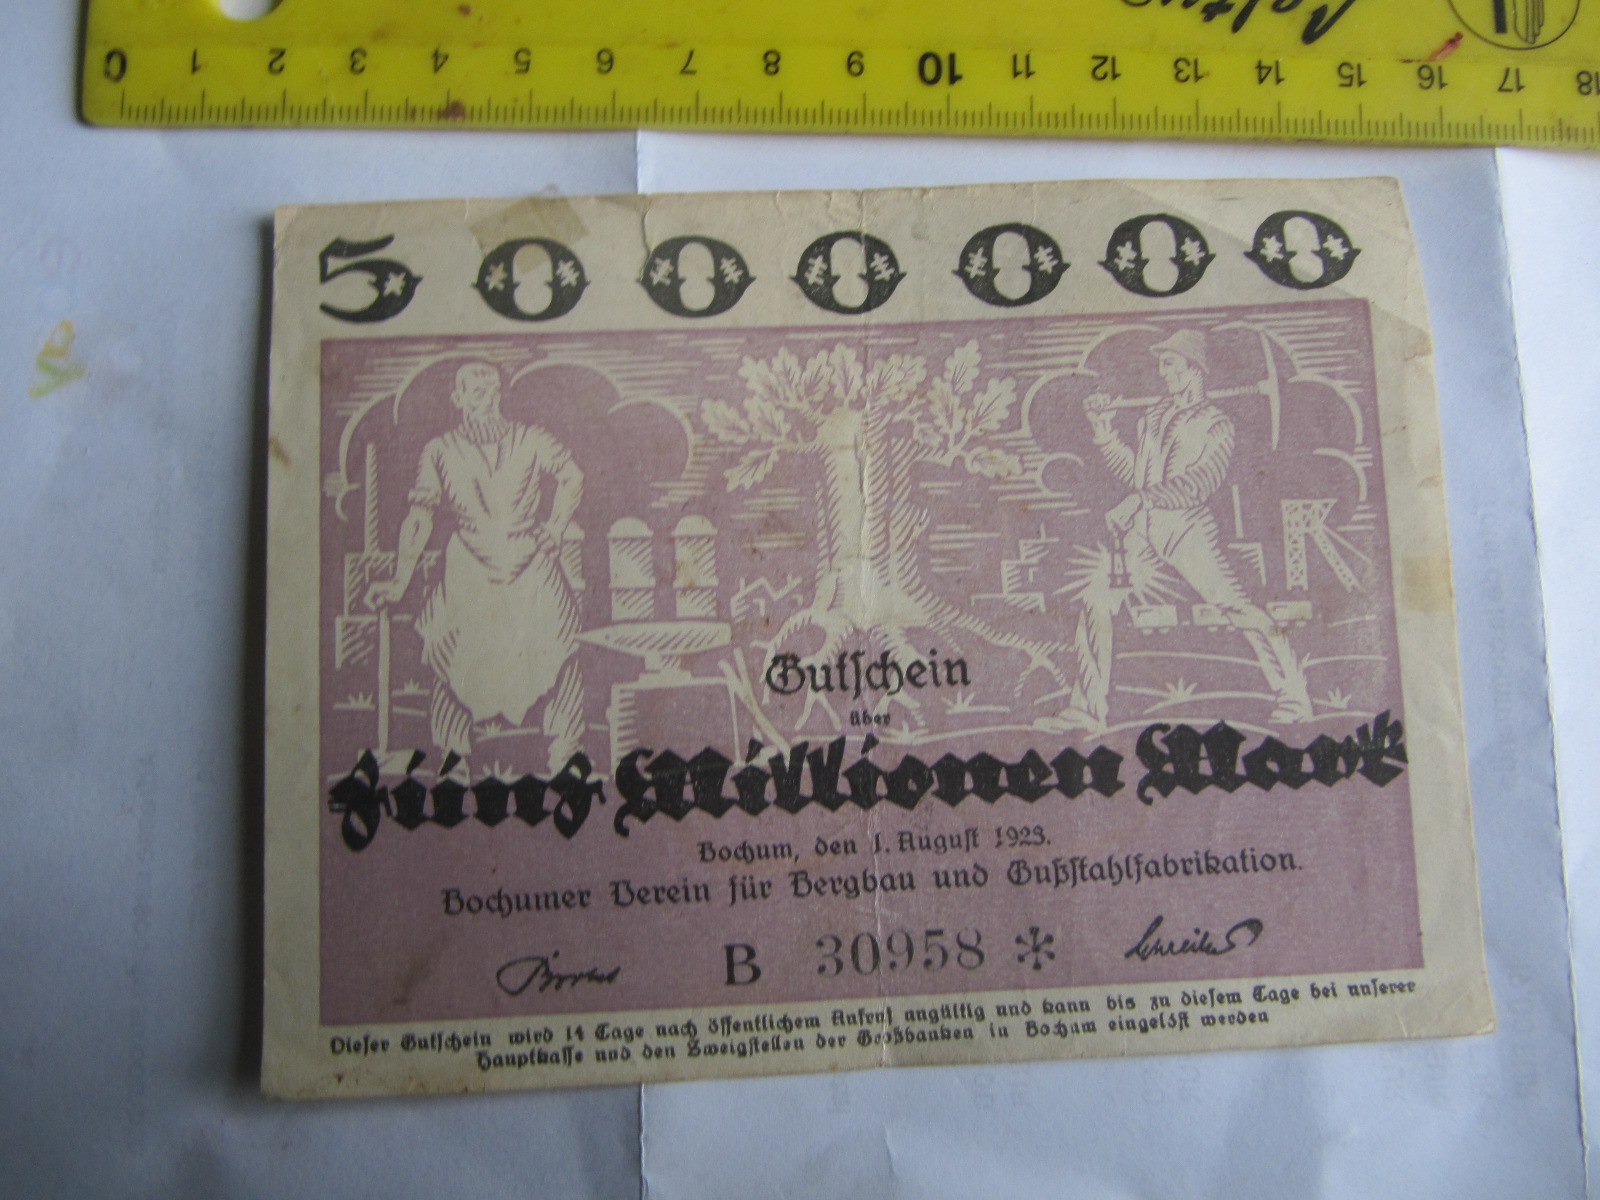 0 1 2 3 4 5 6 7 8 9 10 11 12 13 14 15 16 17 18
5000000
Gutschein
über
Fünf Millionen Mark
Bochum, den 1. August 1923.
Bochumer Verein für Bergbau und Gußstahlfabrikation.
B 30958 *
Dieser Gutschein wird 14 Tage nach öffentlichem Aufruf ungültig und kann bis zu diesem Tage bei unserer
Hauptkasse und den Zweigstellen der Großbanken in Bochum eingelöst werden